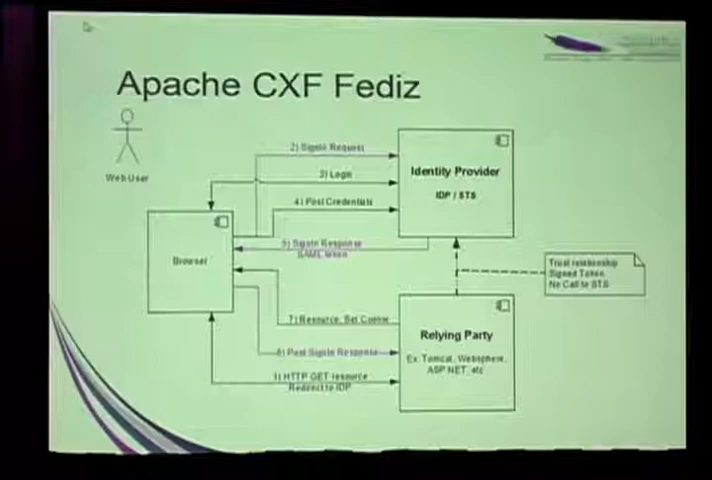 Apache CXF Fediz
Web User
2) SignIn Request
3) Login
4) Post Credentials
5) SignIn Response
SAML token
Identity Provider
IDP / STS
Browser
Trust relationship
Signed Token
No Call to STS
7) Resource, Set Cookie
6) Post SignIn Response
1) HTTP GET resource
Redirect to IDP
Relying Party
Ex: Tomcat, Websphere,
ASP.NET, etc